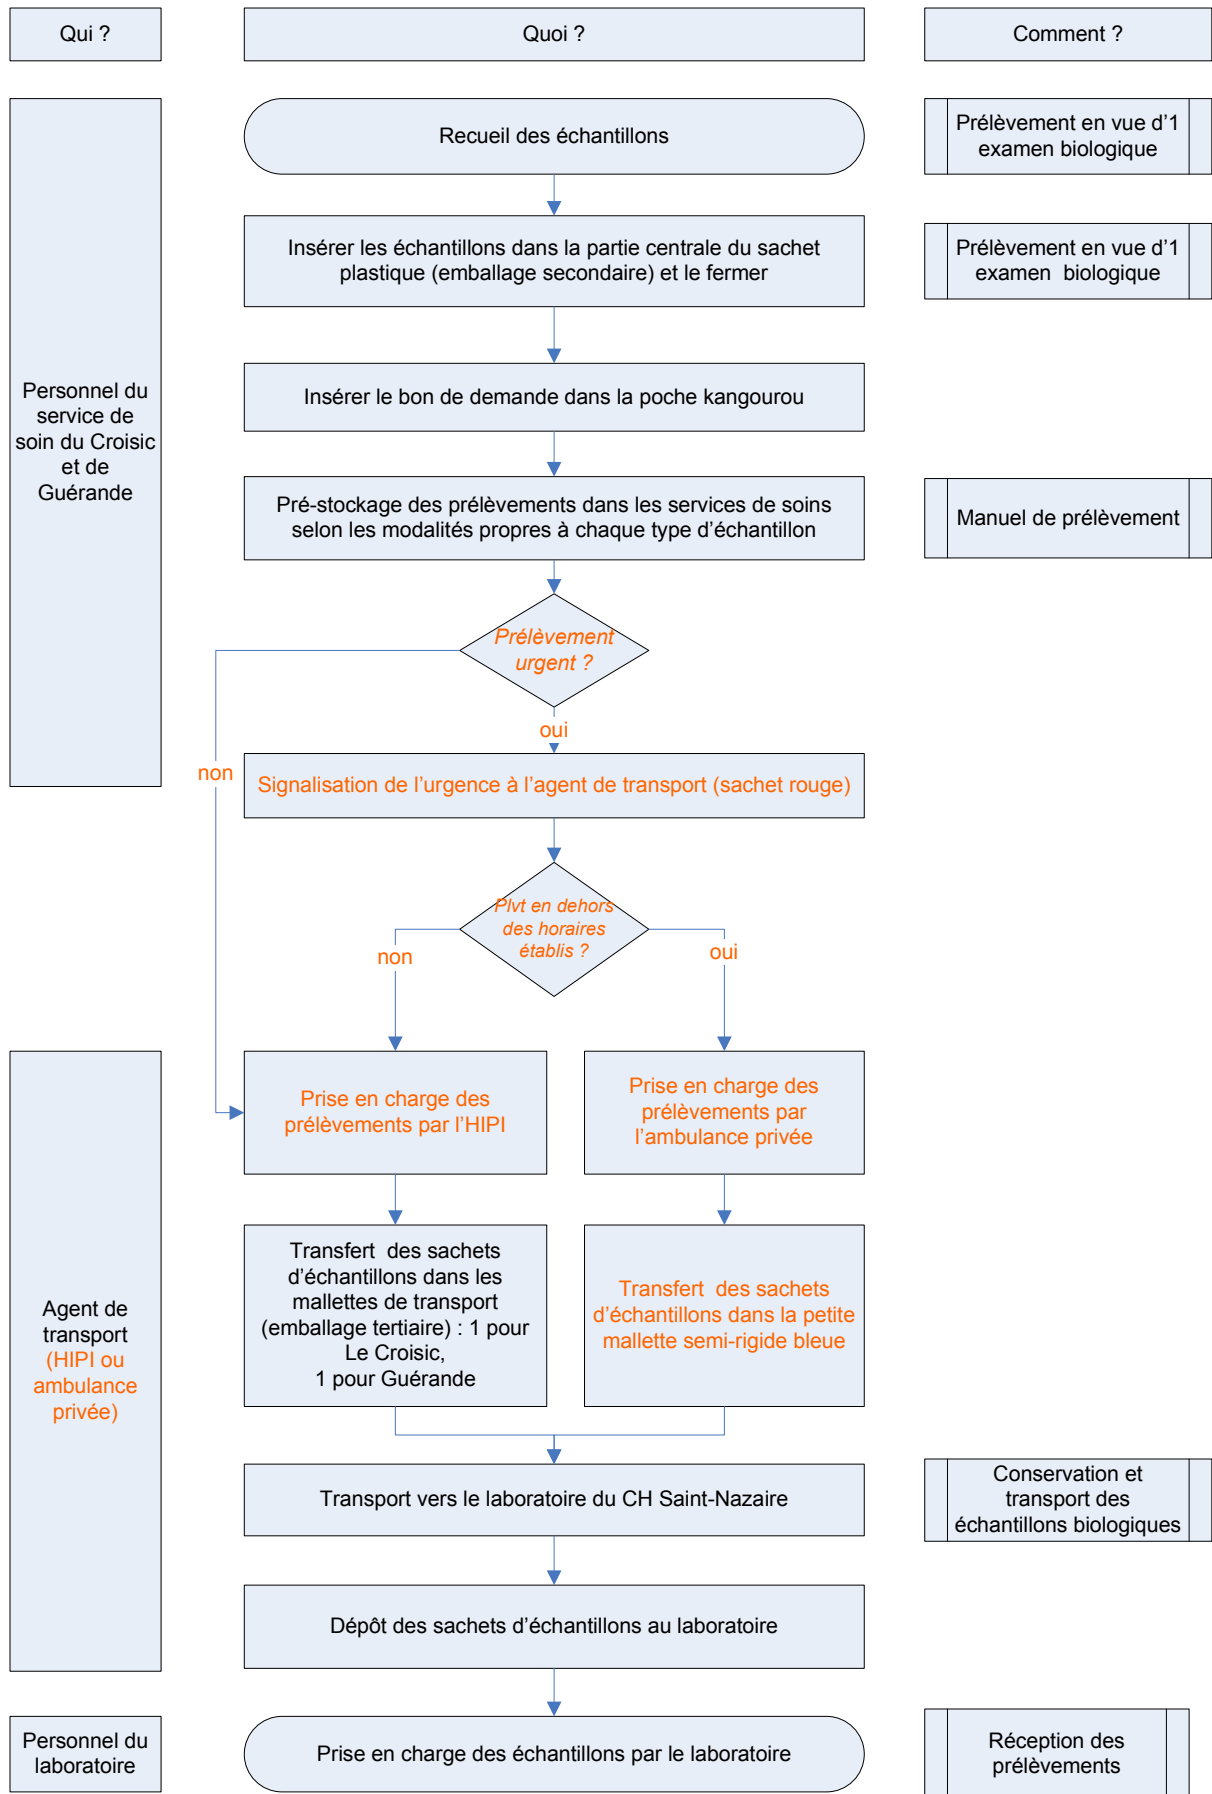 Qui ?
Quoi ?
Comment ?
Recueil des échantillons
Prélèvement en vue d’1
examen biologique
Insérer les échantillons dans la partie centrale du sachet
plastique (emballage secondaire) et le fermer
Prélèvement en vue d’1
examen  biologique
Personnel du
service de
soin du Croisic
et de
Guérande
Insérer le bon de demande dans la poche kangourou
Pré-stockage des prélèvements dans les services de soins
selon les modalités propres à chaque type d’échantillon
Manuel de prélèvement
Prélèvement
urgent ?
oui
non
Signalisation de l’urgence à l’agent de transport (sachet rouge)
Plvt en dehors
des horaires
établis ?
non
oui
Prise en charge des
prélèvements par l’HIPI
Prise en charge des
prélèvements par
l’ambulance privée
Agent de
transport
(HIPI ou
ambulance
privée)
Transfert  des sachets
d’échantillons dans les
mallettes de transport
(emballage tertiaire) : 1 pour
Le Croisic,
1 pour Guérande
Transfert  des sachets
d’échantillons dans la petite
mallette semi-rigide bleue
Transport vers le laboratoire du CH Saint-Nazaire
Conservation et
transport des
échantillons biologiques
Dépôt des sachets d’échantillons au laboratoire
Personnel du
laboratoire
Prise en charge des échantillons par le laboratoire
Réception des
prélèvements